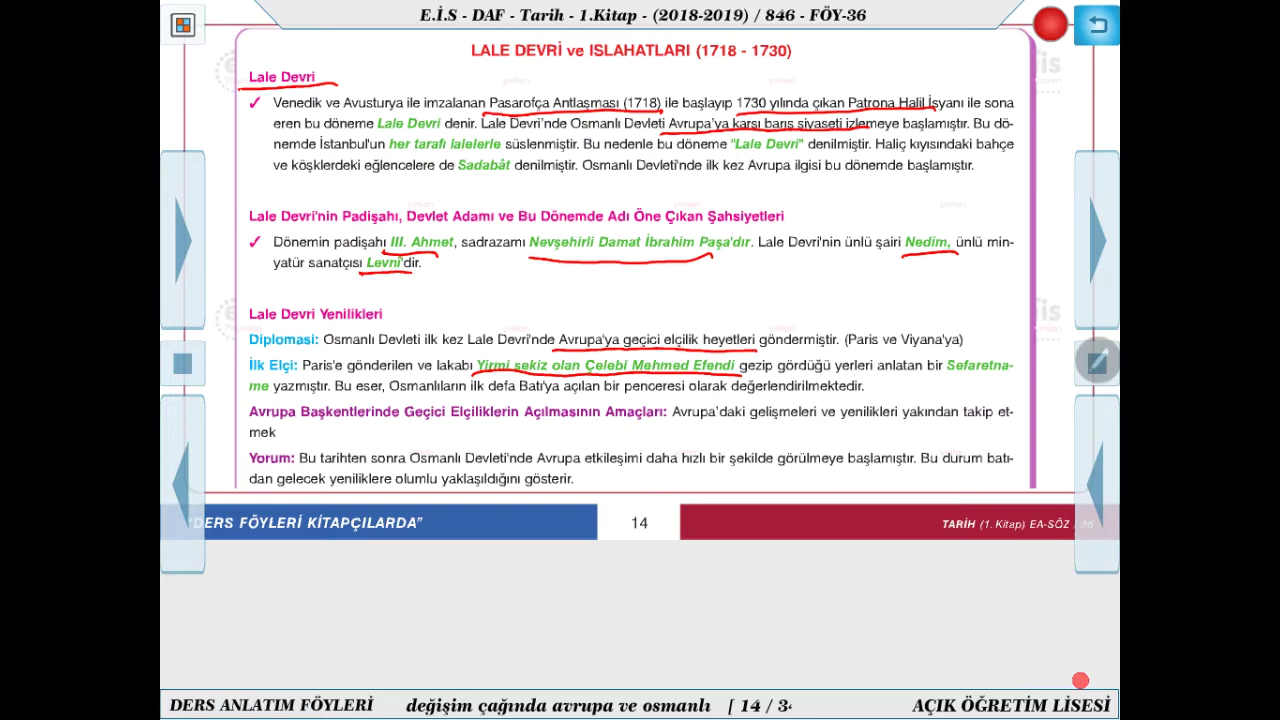 E.İ.S - DAF - Tarih - 1.Kitap - (2018-2019) / 846 - FÖY-36
LALE DEVRİ ve ISLAHATLARI (1718 - 1730)
Lale Devri
✓ Venedik ve Avusturya ile imzalanan Pasarofça Antlaşması (1718) ile başlayıp 1730 yılında çıkan Patrona Halil İsyanı ile sona
eren bu döneme Lale Devri denir. Lale Devri'nde Osmanlı Devleti Avrupa'ya karşı barış siyaseti izlemeye başlamıştır. Bu dö-
nemde İstanbul'un her tarafı lalelerle süslenmiştir. Bu nedenle bu döneme "Lale Devri" denilmiştir. Haliç kıyısındaki bahçe
ve köşklerdeki eğlencelere de Sadabât denilmiştir. Osmanlı Devleti'nde ilk kez Avrupa ilgisi bu dönemde başlamıştır.
Lale Devri'nin Padişahı, Devlet Adamı ve Bu Dönemde Adı Öne Çıkan Şahsiyetleri
✓ Dönemin padişahı III. Ahmet, sadrazamı Nevşehirli Damat İbrahim Paşa'dır. Lale Devri'nin ünlü şairi Nedim, ünlü min-
yatür sanatçısı Levnî'dir.
Lale Devri Yenilikleri
Diplomasi: Osmanlı Devleti ilk kez Lale Devri'nde Avrupa'ya geçici elçilik heyetleri göndermiştir. (Paris ve Viyana'ya)
İlk Elçi: Paris'e gönderilen ve lakabı Yirmi sekiz olan Çelebi Mehmed Efendi gezip gördüğü yerleri anlatan bir Sefaretna-
me yazmıştır. Bu eser, Osmanlıların ilk defa Batı'ya açılan bir penceresi olarak değerlendirilmektedir.
Avrupa Başkentlerinde Geçici Elçiliklerin Açılmasının Amaçları: Avrupa'daki gelişmeleri ve yenilikleri yakından takip et-
mek
Yorum: Bu tarihten sonra Osmanlı Devleti'nde Avrupa etkileşimi daha hızlı bir şekilde görülmeye başlamıştır. Bu durum batı-
dan gelecek yeniliklere olumlu yaklaşıldığını gösterir.
"DERS FÖYLERİ KİTAPÇILARDA" 14 TARİH (1. Kitap) EA-SÖZ / 36
DERS ANLATIM FÖYLERİ değişim çağında avrupa ve osmanlı [ 14 / 34 AÇIK ÖĞRETİM LİSESİ